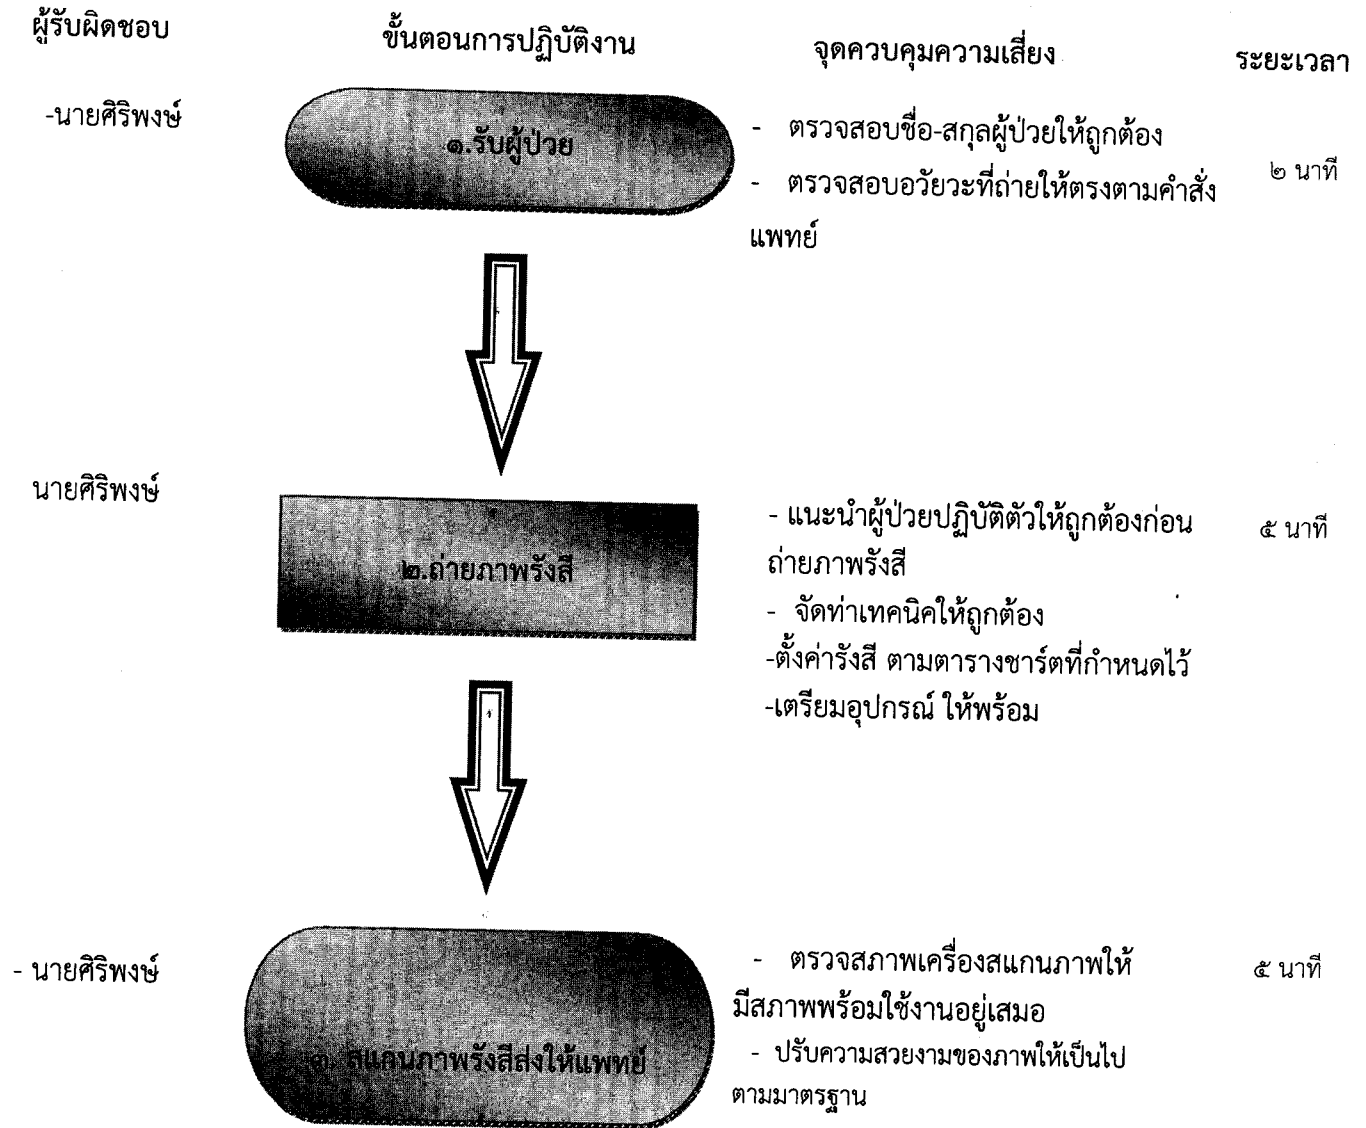 ผู้รับผิดชอบ
ขั้นตอนการปฏิบัติงาน
จุดควบคุมความเสี่ยง
ระยะเวลา
-นายศิริพงษ์
๑.รับผู้ป่วย
- ตรวจสอบชื่อ-สกุลผู้ป่วยให้ถูกต้อง
- ตรวจสอบอวัยวะที่ถ่ายให้ตรงตามคำสั่ง
แพทย์
๒ นาที
นายศิริพงษ์
๒.ถ่ายภาพรังสี
- แนะนำผู้ป่วยปฏิบัติตัวให้ถูกต้องก่อน
ถ่ายภาพรังสี
- จัดท่าเทคนิคให้ถูกต้อง
-ตั้งค่ารังสี ตามตารางชาร์ตที่กำหนดไว้
-เตรียมอุปกรณ์ ให้พร้อม
๕ นาที
- นายศิริพงษ์
๓. สแกนภาพรังสีส่งให้แพทย์
- ตรวจสภาพเครื่องสแกนภาพให้
มีสภาพพร้อมใช้งานอยู่เสมอ
- ปรับความสวยงามของภาพให้เป็นไป
ตามมาตรฐาน
๕ นาที